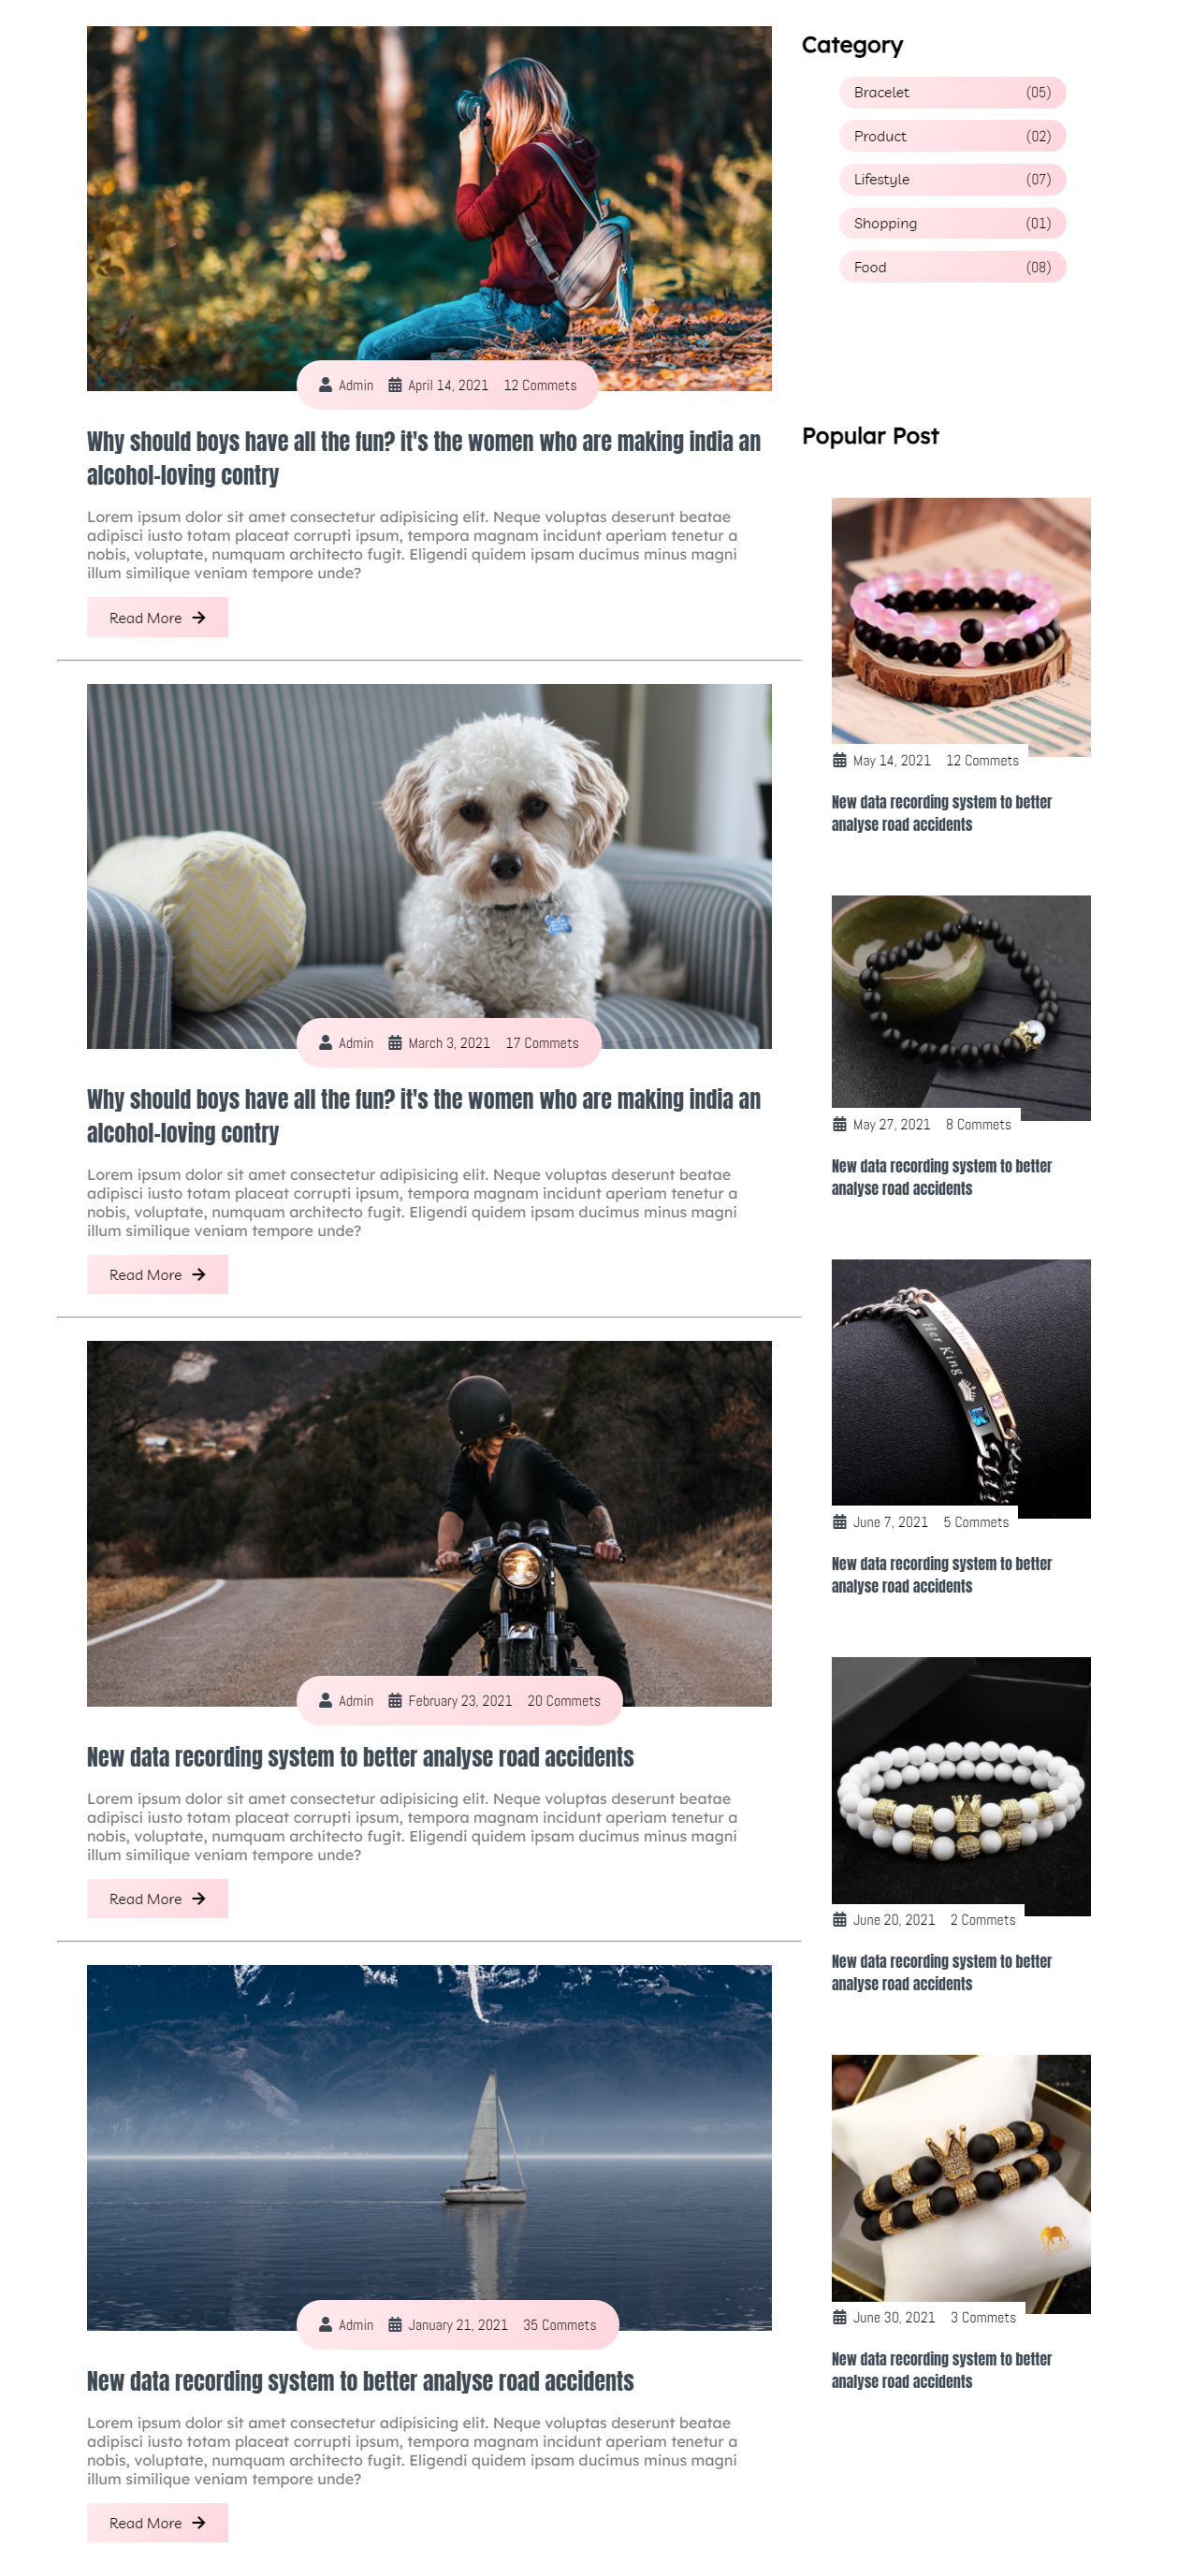 Why should boys have all the fun? it's the women who are making india an
alcohol-loving contry
Admin April 14, 2021 12 Commets
Lorem ipsum dolor sit amet consectetur adipisicing elit. Neque voluptas deserunt beatae
adipisci iusto totam placeat corrupti ipsum, tempora magnam incidunt aperiam tenetur a
nobis, voluptate, numquam architecto fugit. Eligendi quidem ipsam ducimus minus magni
illum similique veniam tempore unde?
Read More
Admin March 3, 2021 17 Commets
Why should boys have all the fun? it's the women who are making india an
alcohol-loving contry
Lorem ipsum dolor sit amet consectetur adipisicing elit. Neque voluptas deserunt beatae
adipisci iusto totam placeat corrupti ipsum, tempora magnam incidunt aperiam tenetur a
nobis, voluptate, numquam architecto fugit. Eligendi quidem ipsam ducimus minus magni
illum similique veniam tempore unde?
Read More
Admin February 23, 2021 20 Commets
New data recording system to better analyse road accidents
Lorem ipsum dolor sit amet consectetur adipisicing elit. Neque voluptas deserunt beatae
adipisci iusto totam placeat corrupti ipsum, tempora magnam incidunt aperiam tenetur a
nobis, voluptate, numquam architecto fugit. Eligendi quidem ipsam ducimus minus magni
illum similique veniam tempore unde?
Read More
Admin January 21, 2021 35 Commets
New data recording system to better analyse road accidents
Lorem ipsum dolor sit amet consectetur adipisicing elit. Neque voluptas deserunt beatae
adipisci iusto totam placeat corrupti ipsum, tempora magnam incidunt aperiam tenetur a
nobis, voluptate, numquam architecto fugit. Eligendi quidem ipsam ducimus minus magni
illum similique veniam tempore unde?
Read More
Category
Bracelet (05)
Product (02)
Lifestyle (07)
Shopping (01)
Food (08)
Popular Post
May 14, 2021 12 Commets
New data recording system to better
analyse road accidents
May 27, 2021 8 Commets
New data recording system to better
analyse road accidents
His Queen
Her King
June 7, 2021 5 Commets
New data recording system to better
analyse road accidents
June 20, 2021 2 Commets
New data recording system to better
analyse road accidents
June 30, 2021 3 Commets
New data recording system to better
analyse road accidents